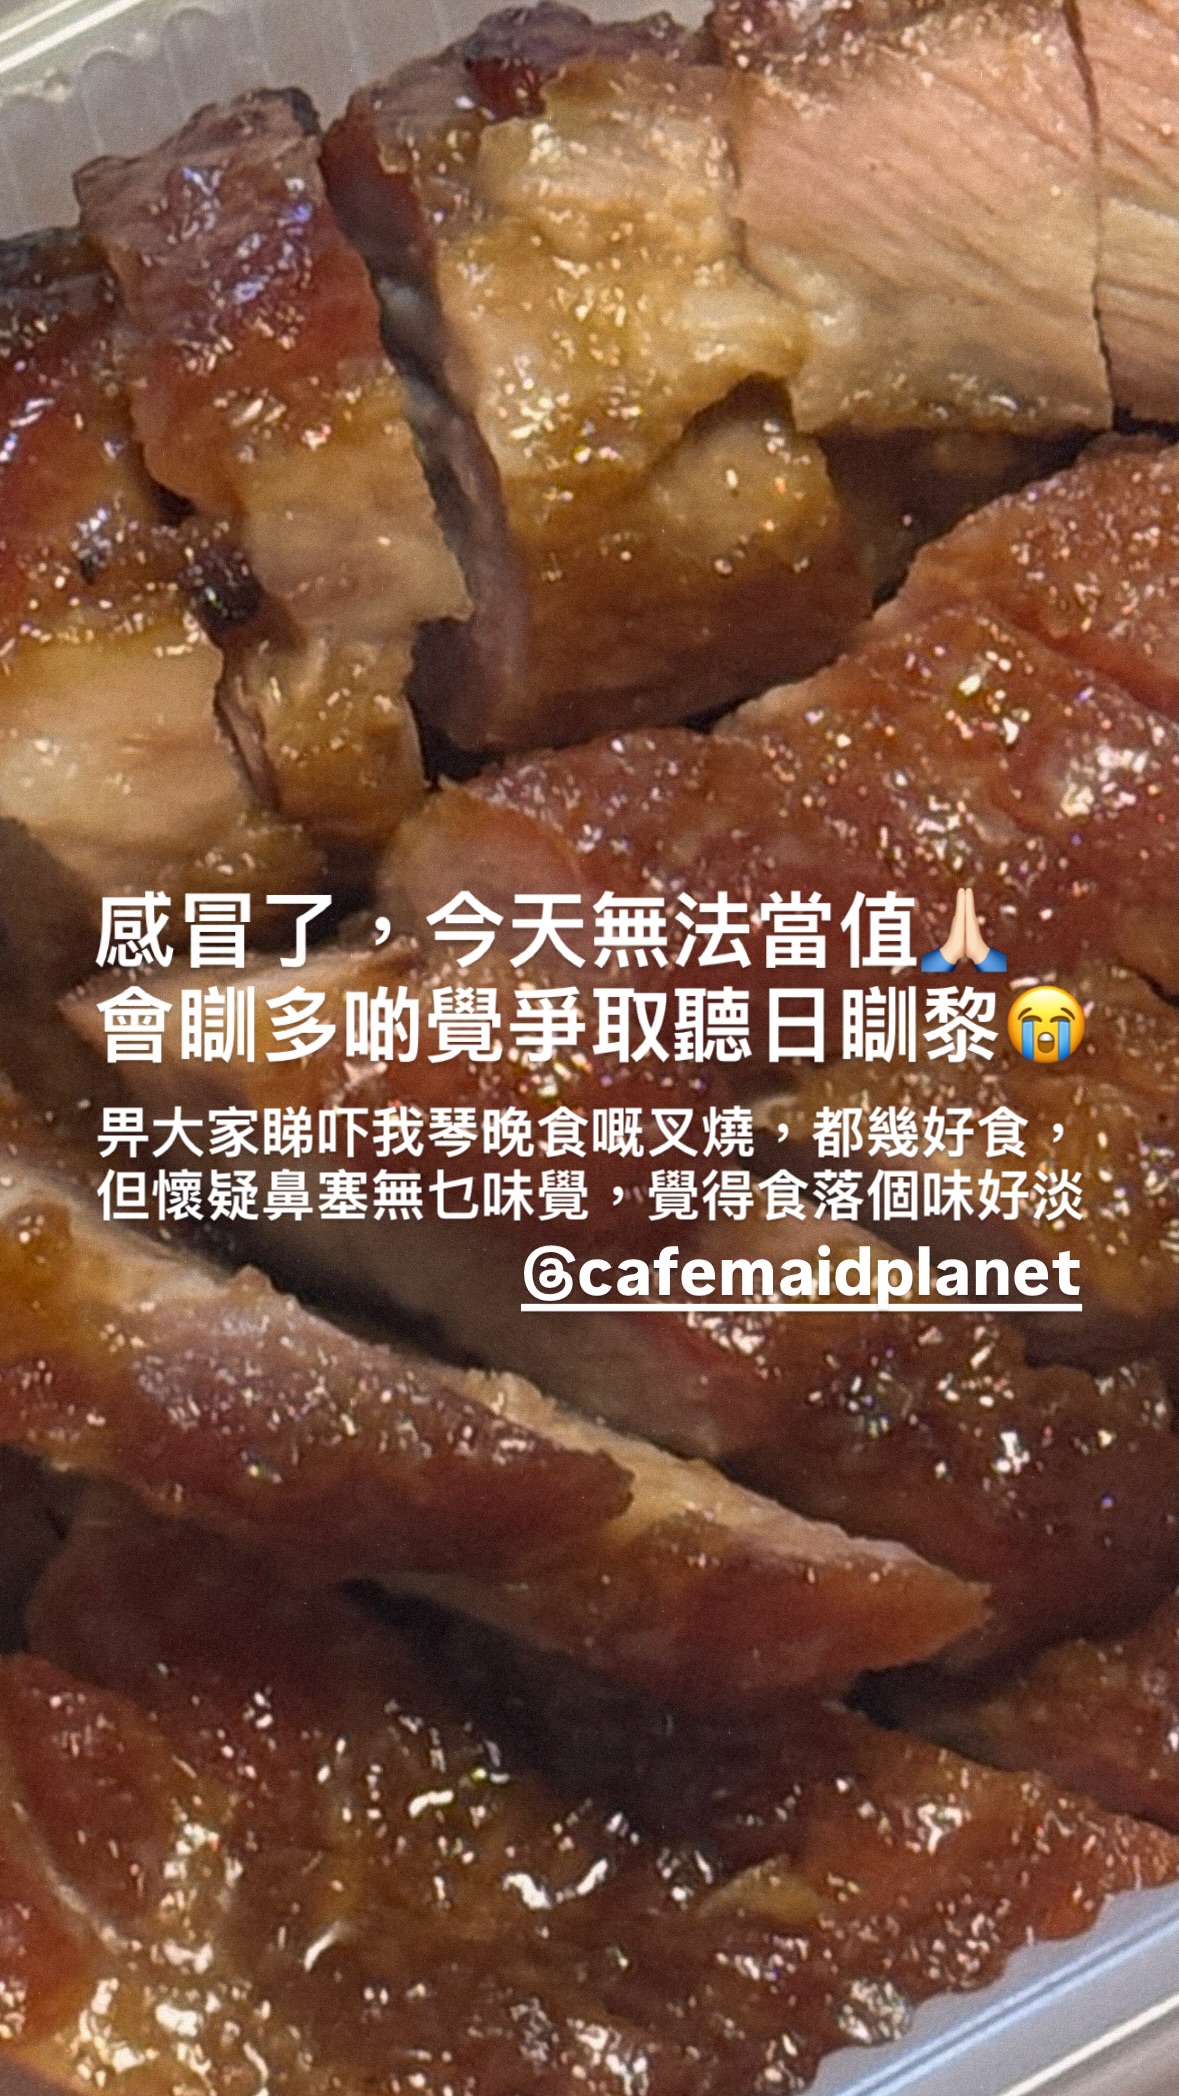 感冒了，今天無法當值🙏🏻
會瞓多啲覺爭取聽日瞓黎😭
畀大家睇吓我琴晚食嘅叉燒，都幾好食，
但懷疑鼻塞無乜味覺，覺得食落個味好淡
@cafemaidplanet